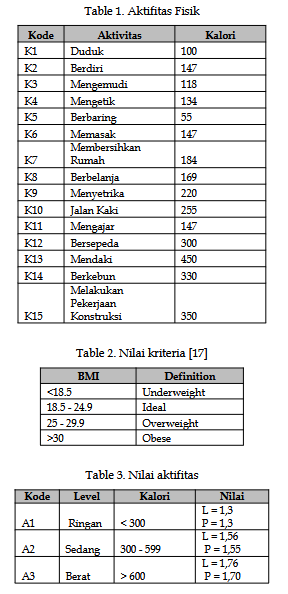 Table 1. Aktifitas Fisik
Kode Aktivitas Kalori
K1 Duduk 100
K2 Berdiri 147
K3 Mengemudi 118
K4 Mengetik 134
K5 Berbaring 55
K6 Memasak 147
Membersihkan
K7 Rumah 184
K8 Berbelanja 169
K9 Menyetrika 220
K10 Jalan Kaki 255
K11 Mengajar 147
K12 Bersepeda 300
K13 Mendaki 450
K14 Berkebun 330
Melakukan
Pekerjaan
K15 Konstruksi 350
Table 2. Nilai kriteria [17]
BMI Definition
<18.5 Underweight
18.5 - 24.9 Ideal
25 - 29.9 Overweight
>30 Obese
Table 3. Nilai aktifitas
Kode Level Kalori Nilai
L = 1,3
A1 Ringan < 300 P = 1,3
L = 1,56
A2 Sedang 300 - 599 P = 1,55
L = 1,76
A3 Berat > 600 P = 1,70